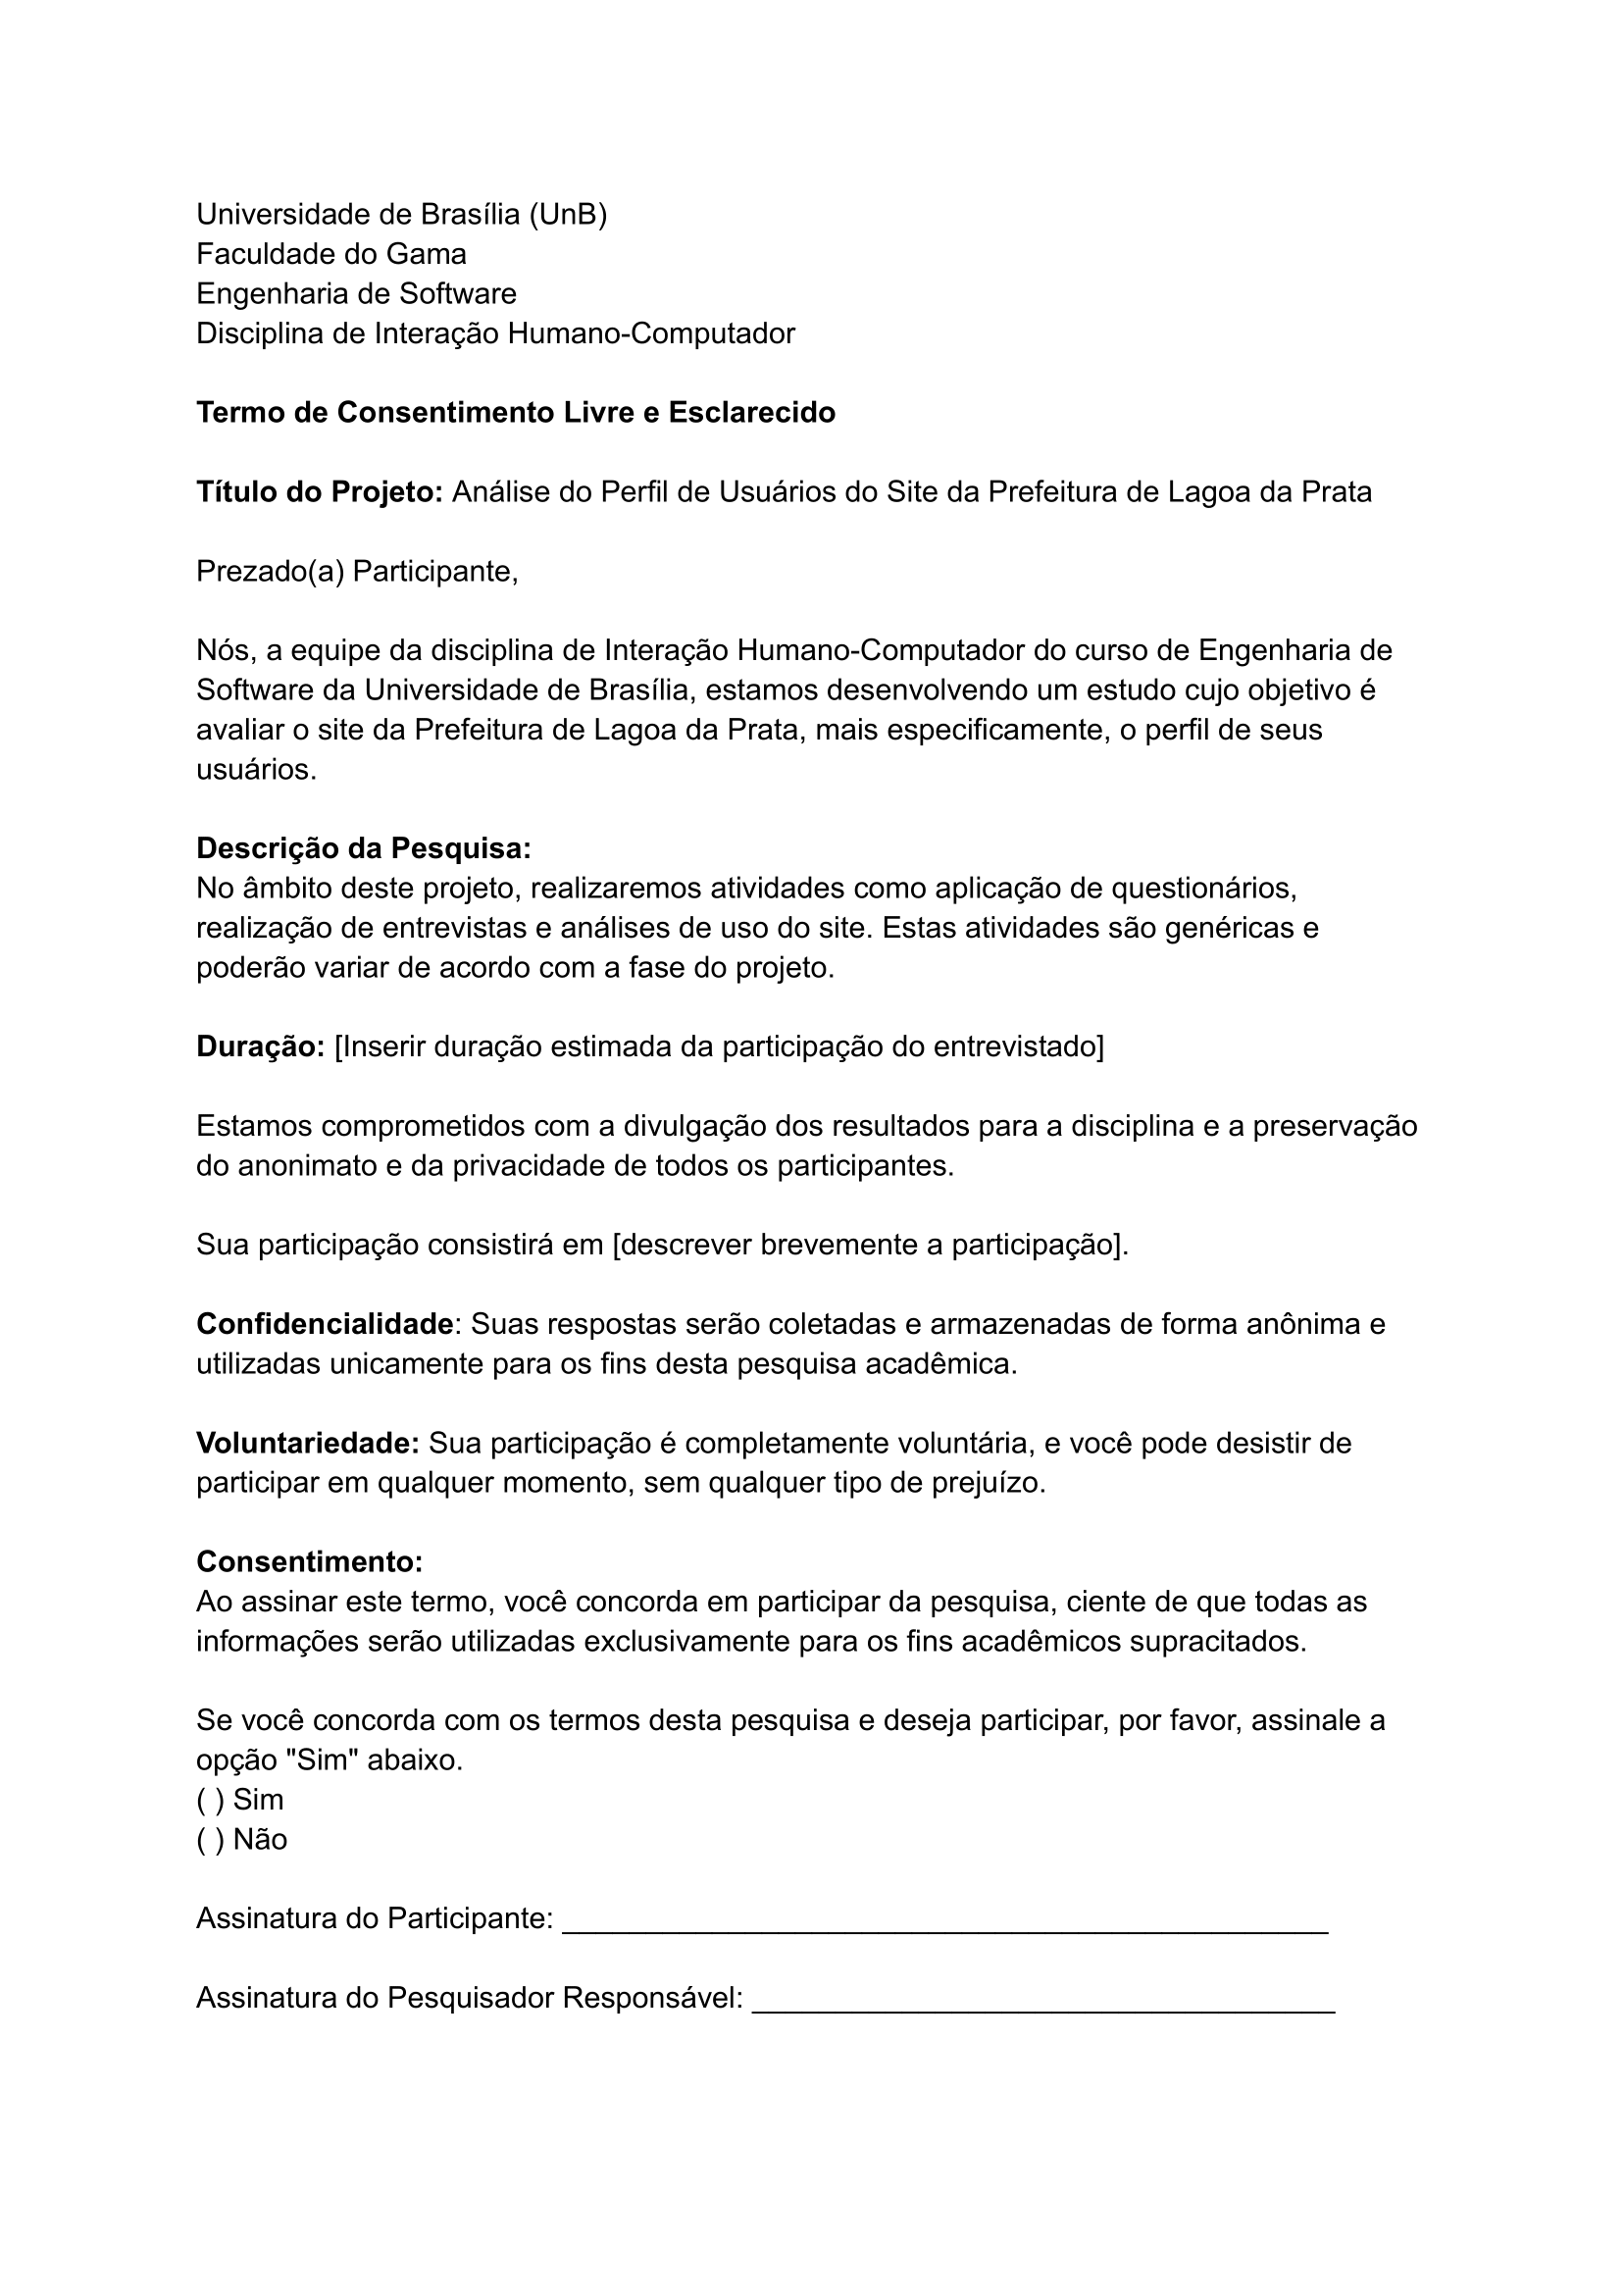 Universidade de Brasília (UnB)
Faculdade do Gama
Engenharia de Software
Disciplina de Interação Humano-Computador
Termo de Consentimento Livre e Esclarecido
Título do Projeto: Análise do Perfil de Usuários do Site da Prefeitura de Lagoa da Prata
Prezado(a) Participante,
Nós, a equipe da disciplina de Interação Humano-Computador do curso de Engenharia de
Software da Universidade de Brasília, estamos desenvolvendo um estudo cujo objetivo é
avaliar o site da Prefeitura de Lagoa da Prata, mais especificamente, o perfil de seus
usuários.
Descrição da Pesquisa:
No âmbito deste projeto, realizaremos atividades como aplicação de questionários,
realização de entrevistas e análises de uso do site. Estas atividades são genéricas e
poderão variar de acordo com a fase do projeto.
Duração: [Inserir duração estimada da participação do entrevistado]
Estamos comprometidos com a divulgação dos resultados para a disciplina e a preservação
do anonimato e da privacidade de todos os participantes.
Sua participação consistirá em [descrever brevemente a participação].
Confidencialidade: Suas respostas serão coletadas e armazenadas de forma anônima e
utilizadas unicamente para os fins desta pesquisa acadêmica.
Voluntariedade: Sua participação é completamente voluntária, e você pode desistir de
participar em qualquer momento, sem qualquer tipo de prejuízo.
Consentimento:
Ao assinar este termo, você concorda em participar da pesquisa, ciente de que todas as
informações serão utilizadas exclusivamente para os fins acadêmicos supracitados.
Se você concorda com os termos desta pesquisa e deseja participar, por favor, assinale a
opção "Sim" abaixo.
( ) Sim
( ) Não
Assinatura do Participante: ______________________________________________
Assinatura do Pesquisador Responsável: ___________________________________